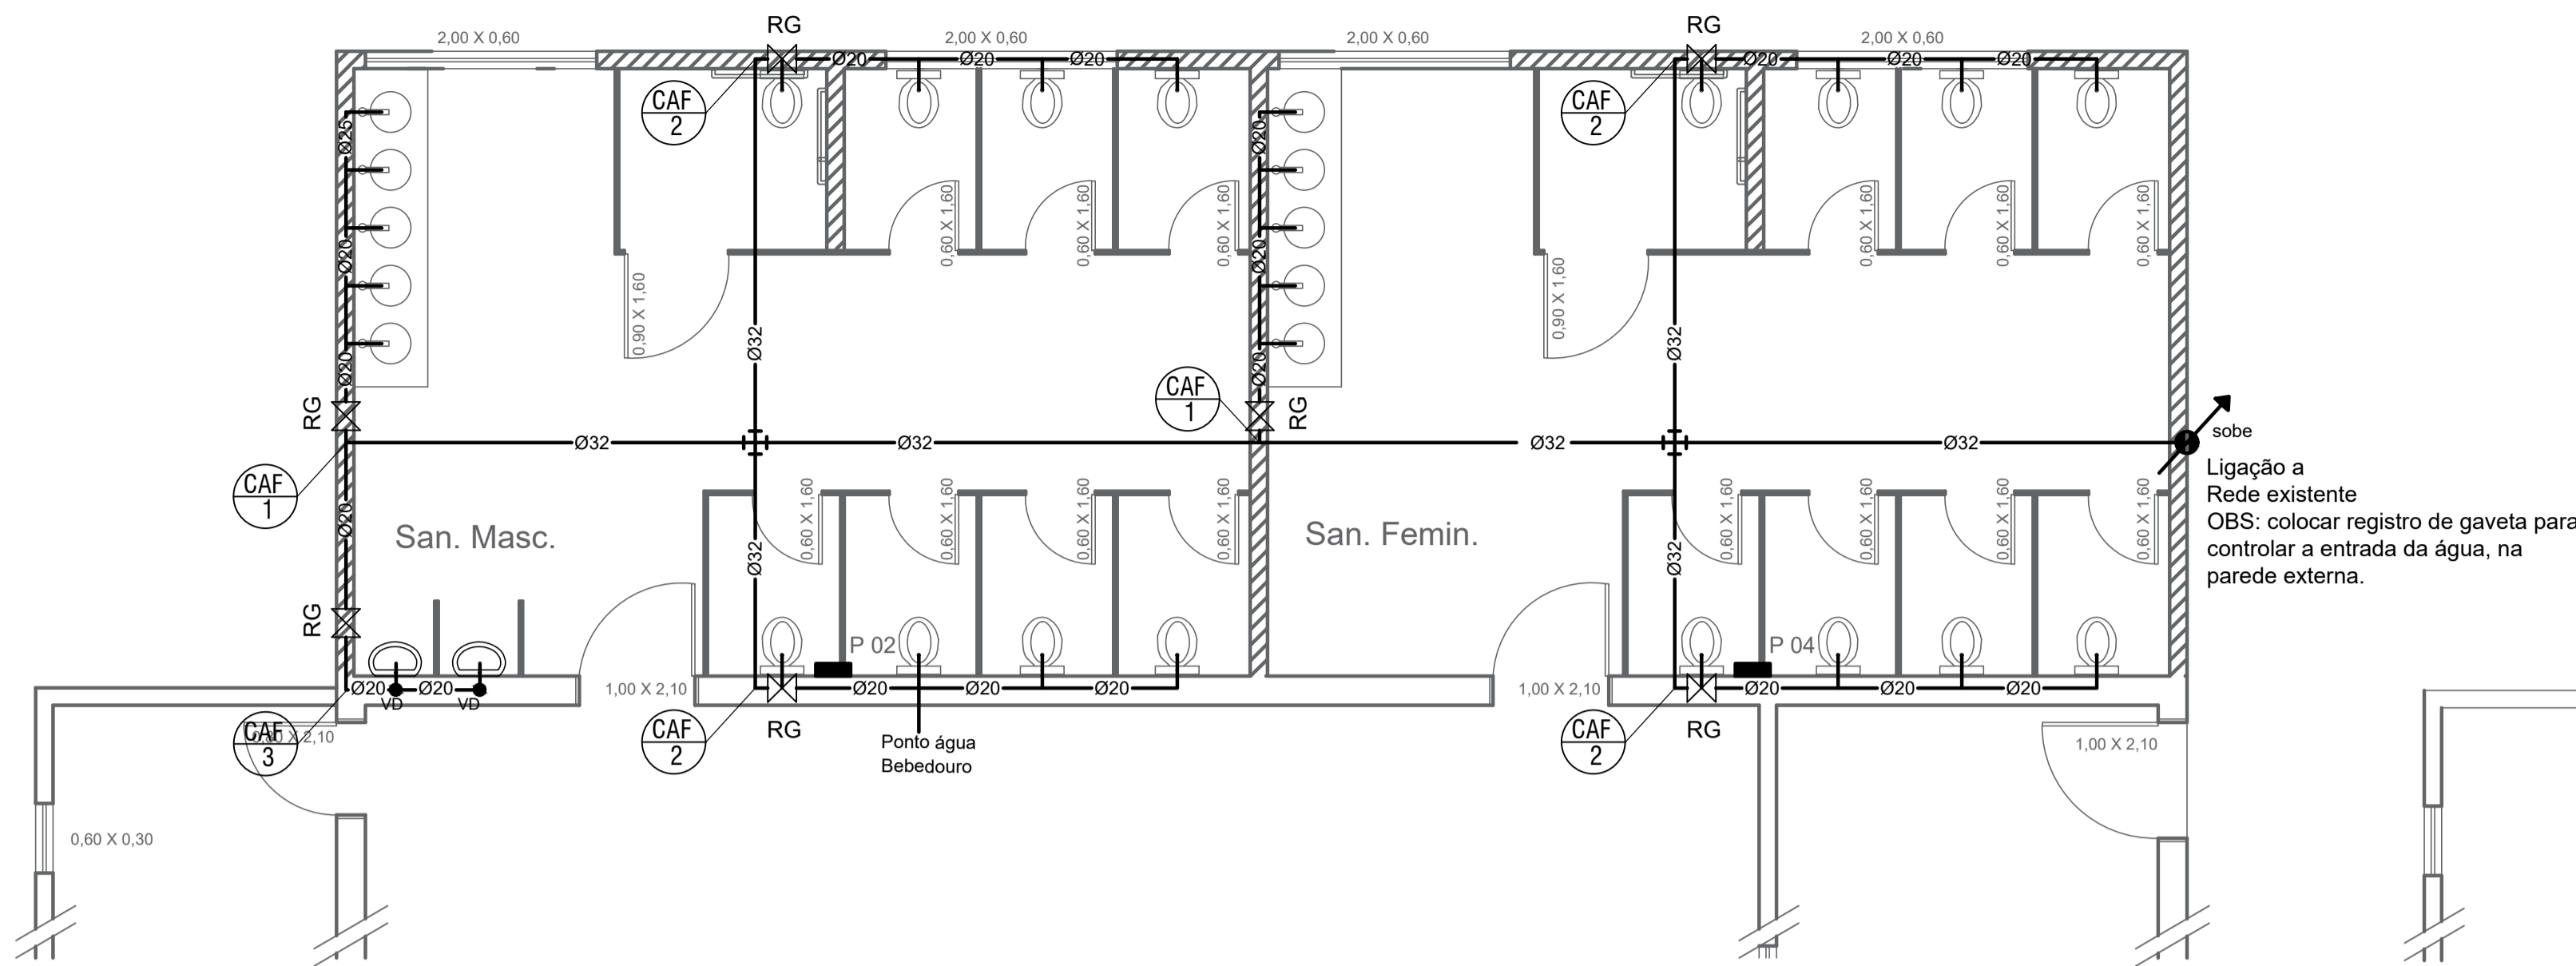 RG
RG
2,00 X 0,60
2,00 X 0,60
2,00 X 0,60
2,00 X 0,60
Ø20
Ø20
Ø20
Ø20
Ø20
Ø20
CAF
2
CAF
2
Ø25
Ø20
0,60 X 1,60
0,60 X 1,60
0,60 X 1,60
0,60 X 1,60
0,60 X 1,60
0,60 X 1,60
Ø20
Ø20
0,90 X 1,60
0,90 X 1,60
Ø32
Ø32
Ø20
Ø20
CAF
1
RG
RG
Ø32
Ø32
Ø32
Ø32
sobe
Ligação a
Rede existente
OBS: colocar registro de gaveta para
controlar a entrada da água, na
parede externa.
CAF
1
Ø20
San. Masc.
San. Femin.
0,60 X 1,60
0,60 X 1,60
0,60 X 1,60
0,60 X 1,60
0,60 X 1,60
0,60 X 1,60
0,60 X 1,60
0,60 X 1,60
Ø32
Ø32
RG
P 02
P 04
Ø20
Ø20
VD
VD
1,00 X 2,10
Ø20
Ø20
Ø20
1,00 X 2,10
Ø20
Ø20
Ø20
CAF
3
CAF
2
RG
CAF
2
RG
Ponto água
Bebedouro
1,00 X 2,10
0,60 X 0,30